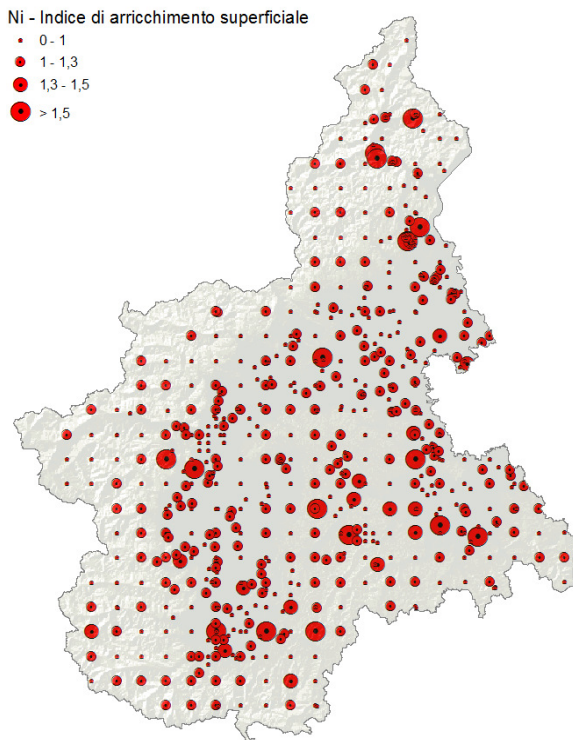 Ni - Indice di arricchimento superficiale
0 - 1
1 - 1,3
1,3 - 1,5
> 1,5